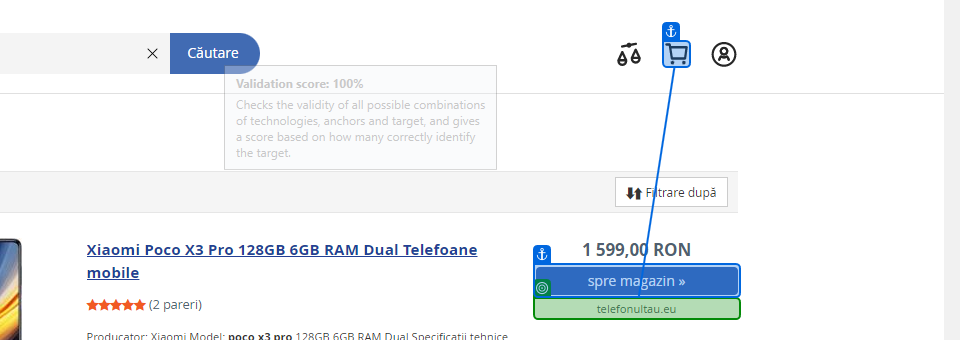 Căutare
Validation score: 100%
Checks the validity of all possible combinations
of technologies, anchors and target, and gives
a score based on how many correctly identify
the target.
Filtrare după
Xiaomi Poco X3 Pro 128GB 6GB RAM Dual Telefoane
mobile
1 599,00 RON
spre magazin »
telefonultau.eu
(2 pareri)
Producator: Xiaomi Model: poco x3 pro 128GB 6GB RAM Dual Specificatii tehnice